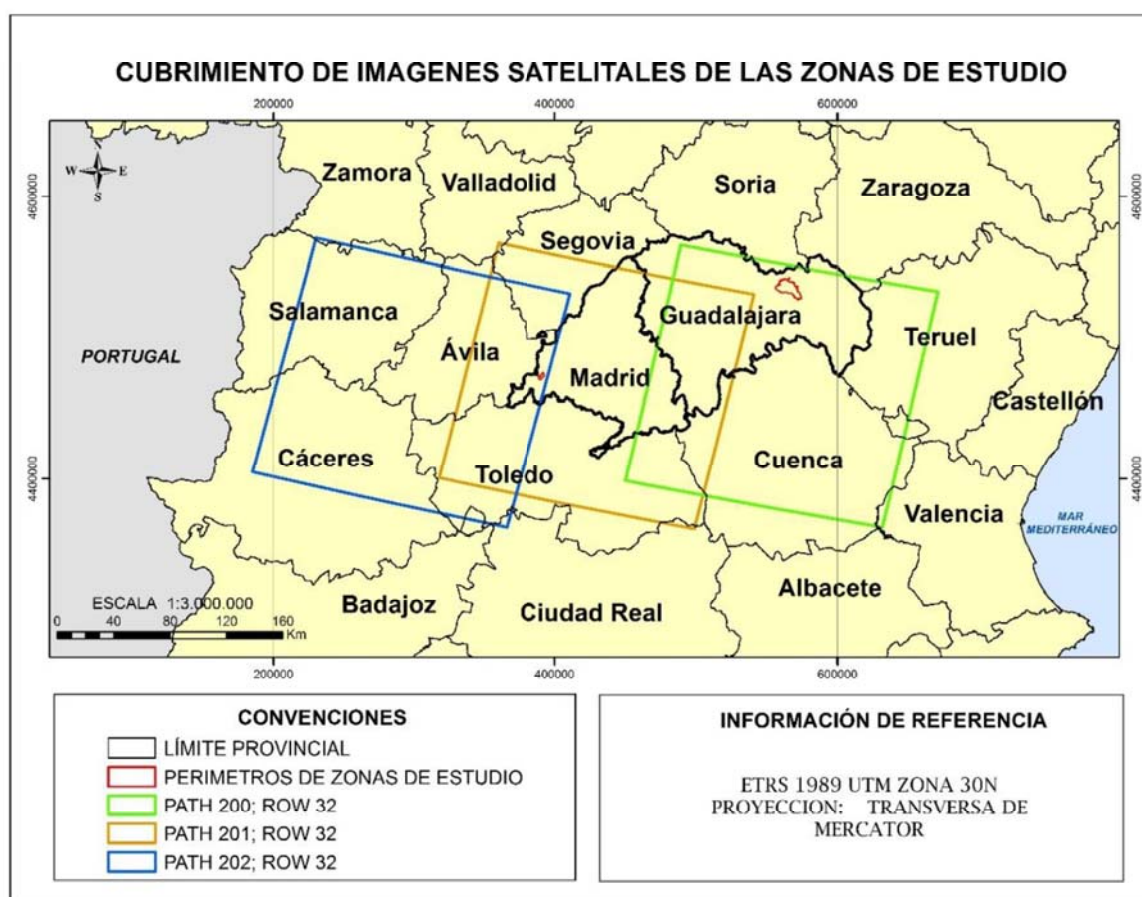 CUBRIMIENTO DE IMAGENES SATELITALES DE LAS ZONAS DE ESTUDIO
200000 400000 600000
N
W E
S
4600000 4600000
Zamora
Valladolid
Soria
Zaragoza
Segovia
Salamanca
Guadalajara
Teruel
PORTUGAL
Ávila
Madrid
Castellón
Cáceres
Toledo
Cuenca
4400000 4400000
Valencia
MAR
MEDITERRÁNEO
Albacete
Badajoz
Ciudad Real
ESCALA 1:3.000.000
0 40 80 120 160
Km
200000 400000 600000
CONVENCIONES
LÍMITE PROVINCIAL
PERIMETROS DE ZONAS DE ESTUDIO
PATH 200; ROW 32
PATH 201; ROW 32
PATH 202; ROW 32
INFORMACIÓN DE REFERENCIA
ETRS 1989 UTM ZONA 30N
PROYECCION: TRANSVERSA DE
MERCATOR